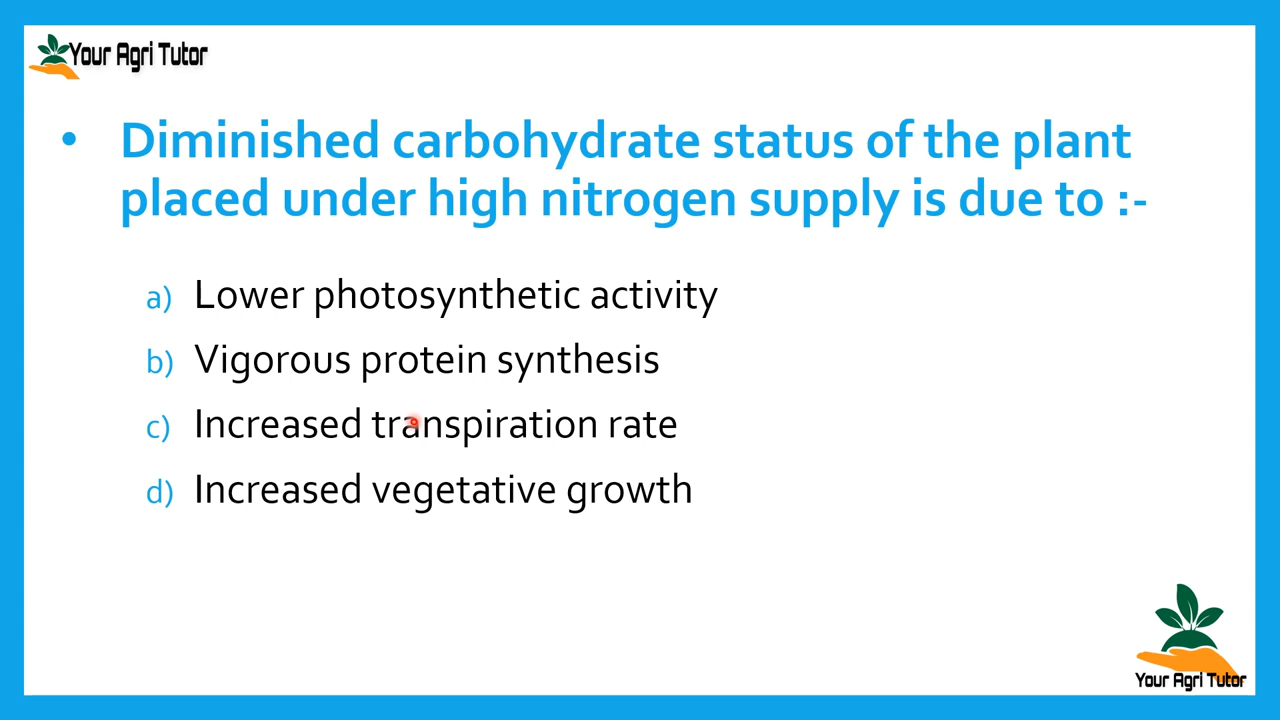 Your Agri Tutor
• Diminished carbohydrate status of the plant
placed under high nitrogen supply is due to :-
a) Lower photosynthetic activity
b) Vigorous protein synthesis
c) Increased transpiration rate
d) Increased vegetative growth
Your Agri Tutor